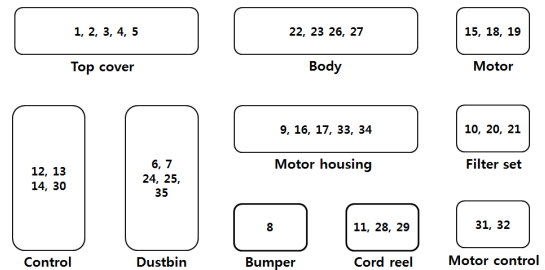 1, 2, 3, 4, 5
Top cover
22, 23 26, 27
Body
15, 18, 19
Motor
12, 13
14, 30
Control
6, 7
24, 25,
35
Dustbin
9, 16, 17, 33, 34
Motor housing
10, 20, 21
Filter set
8
Bumper
11, 28, 29
Cord reel
31, 32
Motor control